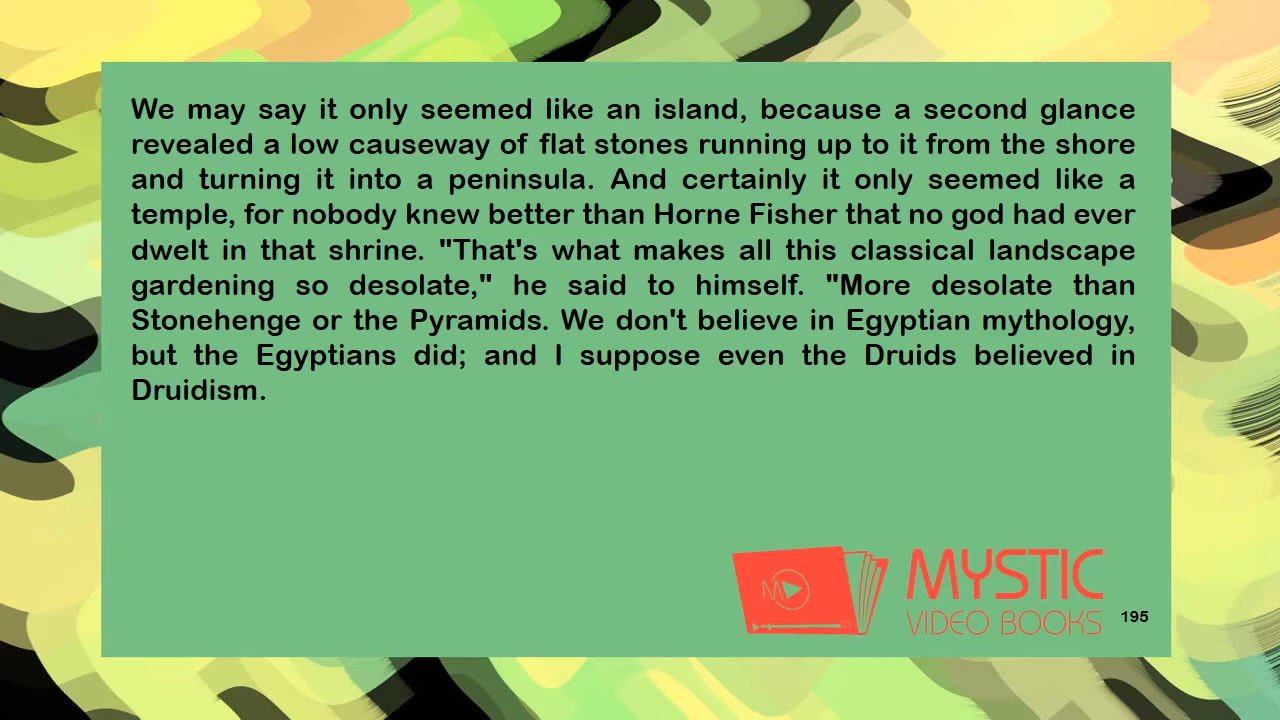 We may say it only seemed like an island, because a second glance
revealed a low causeway of flat stones running up to it from the shore
and turning it into a peninsula. And certainly it only seemed like a
temple, for nobody knew better than Horne Fisher that no god had ever
dwelt in that shrine. "That's what makes all this classical landscape
gardening so desolate," he said to himself. "More desolate than
Stonehenge or the Pyramids. We don't believe in Egyptian mythology,
but the Egyptians did; and I suppose even the Druids believed in
Druidism.
M
MYSTIC
VIDEO BOOKS
195